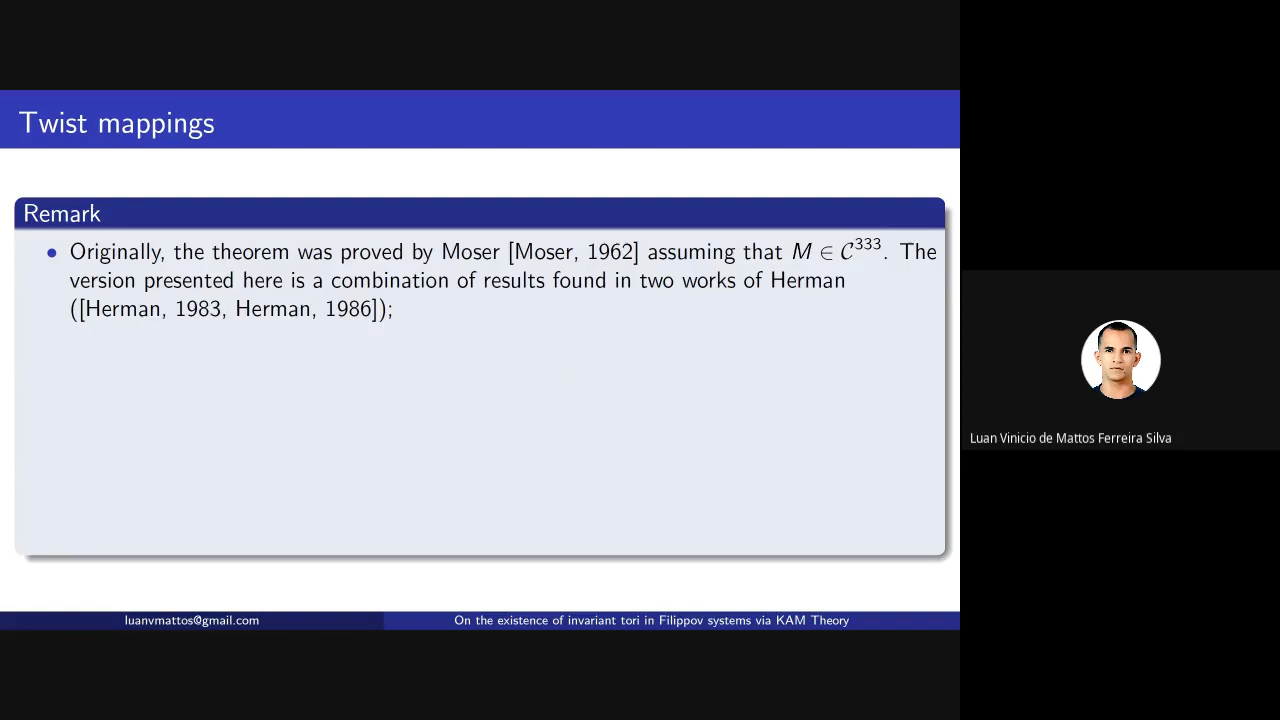 Twist mappings
Remark
• Originally, the theorem was proved by Moser [Moser, 1962] assuming that M ∈ 𝒞³³³. The
version presented here is a combination of results found in two works of Herman
([Herman, 1983, Herman, 1986]);
Luan Vinicio de Mattos Ferreira Silva
luanvmattos@gmail.com
On the existence of invariant tori in Filippov systems via KAM Theory